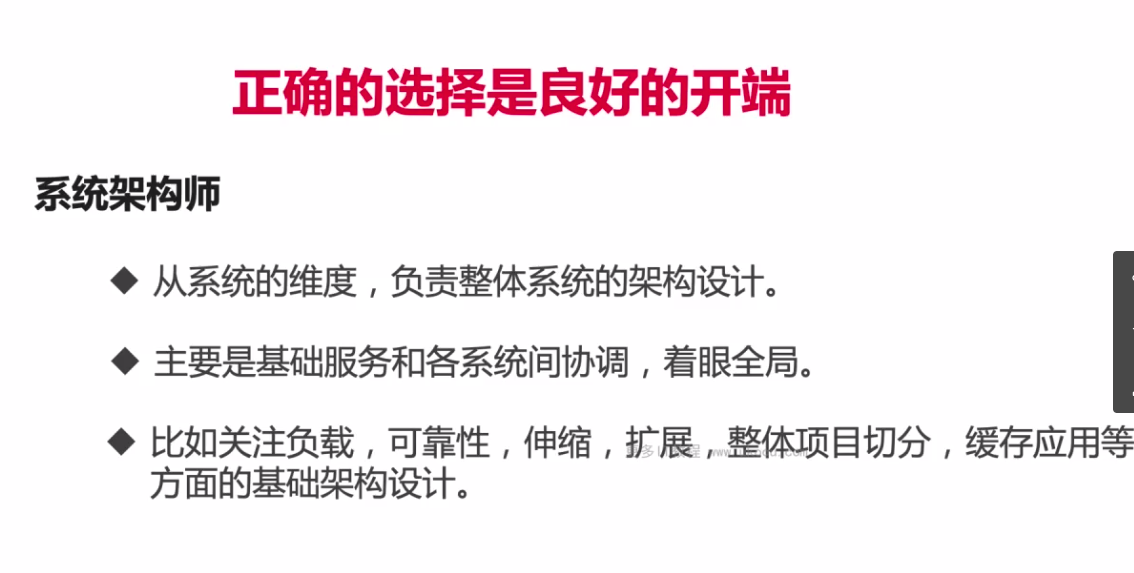 正确的选择是良好的开端
系统架构师
◆ 从系统的维度，负责整体系统的架构设计。
◆ 主要是基础服务和各系统间协调，着眼全局。
◆ 比如关注负载，可靠性，伸缩，扩展，整体项目切分，缓存应用等
方面的基础架构设计。